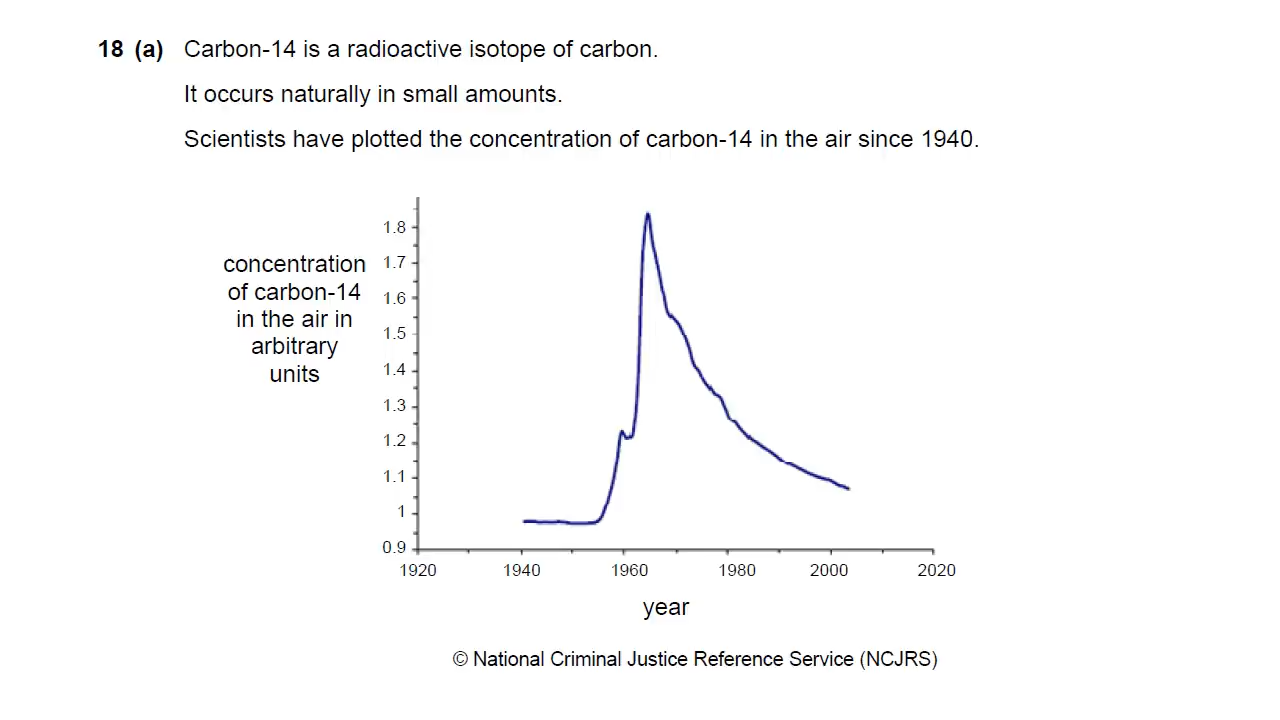 18 (a) Carbon-14 is a radioactive isotope of carbon.
It occurs naturally in small amounts.
Scientists have plotted the concentration of carbon-14 in the air since 1940.
concentration
of carbon-14
in the air in
arbitrary
units
1.8
1.7
1.6
1.5
1.4
1.3
1.2
1.1
1
0.9
1920 1940 1960 1980 2000 2020
year
© National Criminal Justice Reference Service (NCJRS)